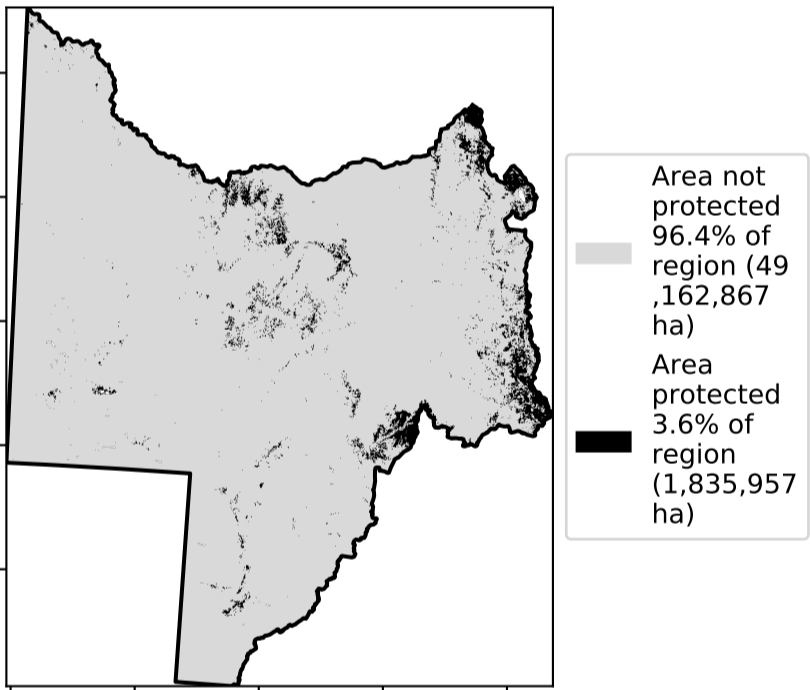 Area not
protected
96.4% of
region (49
,162,867
ha)
Area
protected
3.6% of
region
(1,835,957
ha)